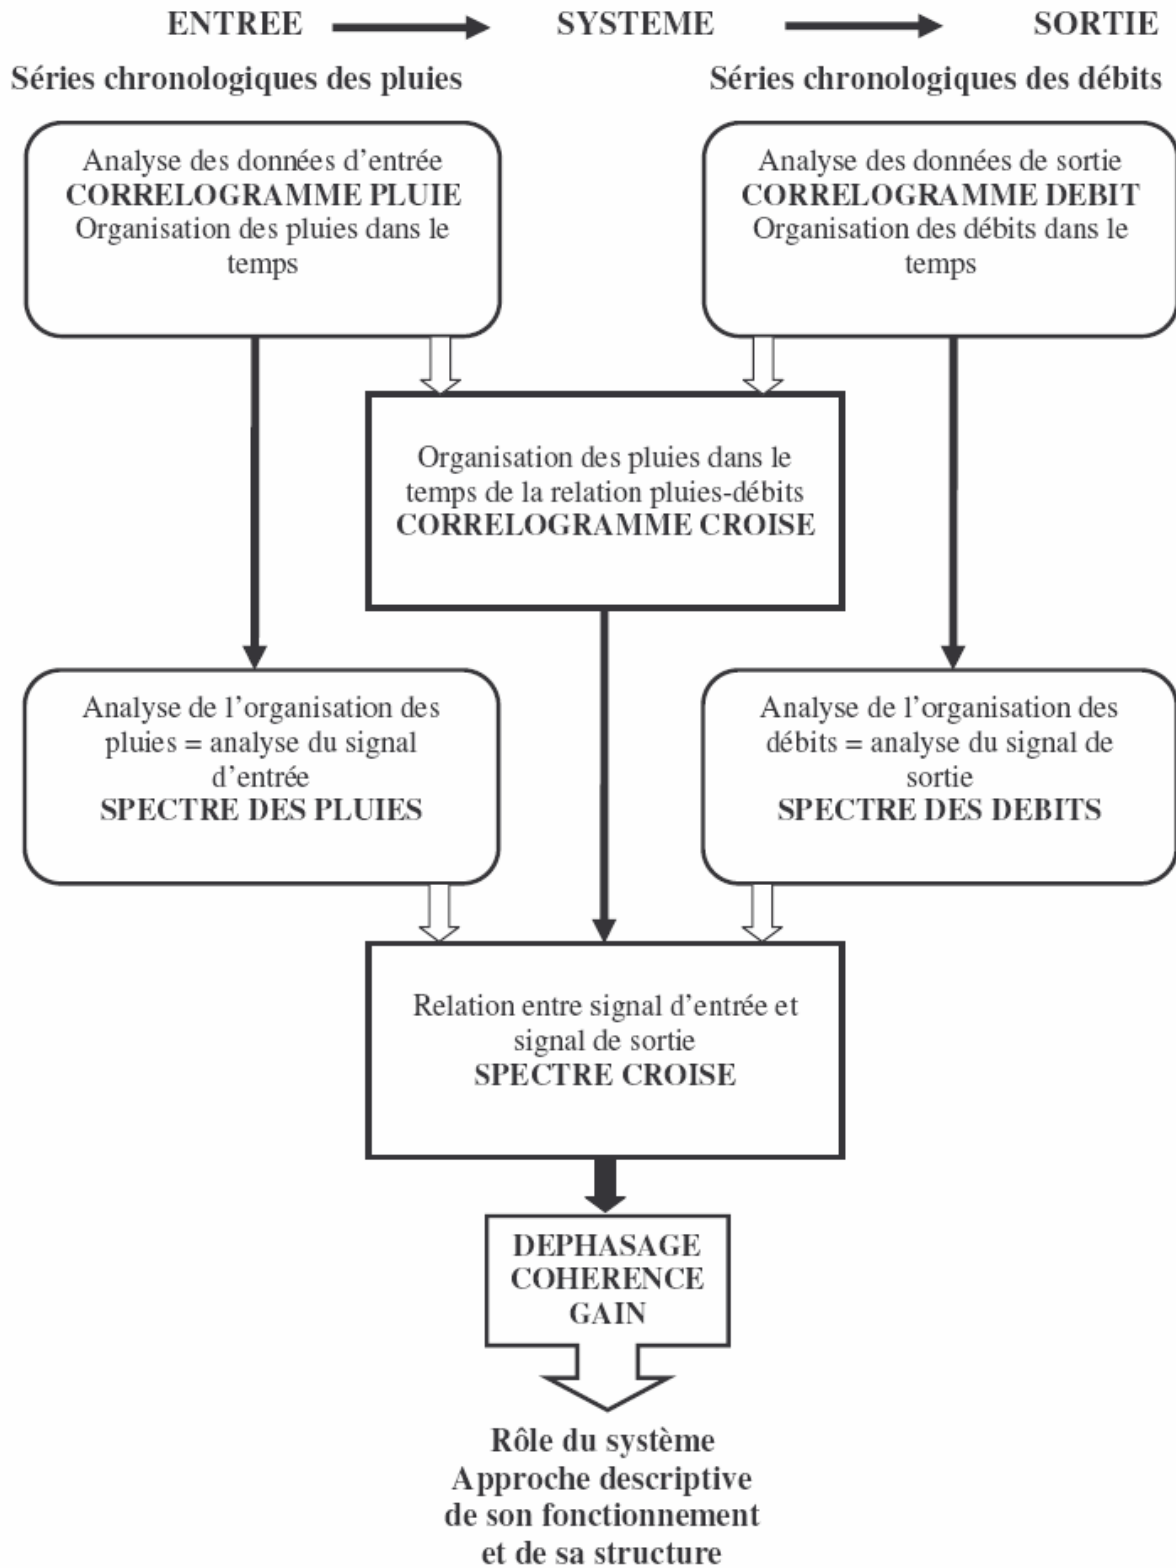 ENTREE SYSTEME SORTIE
Séries chronologiques des pluies
Séries chronologiques des débits
Analyse des données d'entrée
CORRELOGRAMME PLUIE
Organisation des pluies dans le
temps
Analyse des données de sortie
CORRELOGRAMME DEBIT
Organisation des débits dans le
temps
Organisation des pluies dans le
temps de la relation pluies-débits
CORRELOGRAMME CROISE
Analyse de l'organisation des
pluies = analyse du signal
d'entrée
SPECTRE DES PLUIES
Analyse de l'organisation des
débits = analyse du signal de
sortie
SPECTRE DES DEBITS
Relation entre signal d'entrée et
signal de sortie
SPECTRE CROISE
DEPHASAGE
COHERENCE
GAIN
Rôle du système
Approche descriptive
de son fonctionnement
et de sa structure